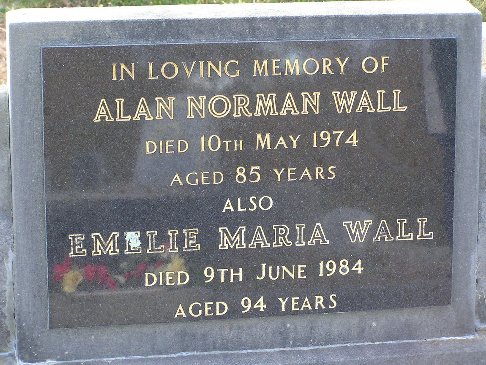 IN LOVING MEMORY OF
ALAN NORMAN WALL
DIED 10TH MAY 1974
AGED 85 YEARS
ALSO
EMELIE MARIA WALL
DIED 9TH JUNE 1984
AGED 94 YEARS